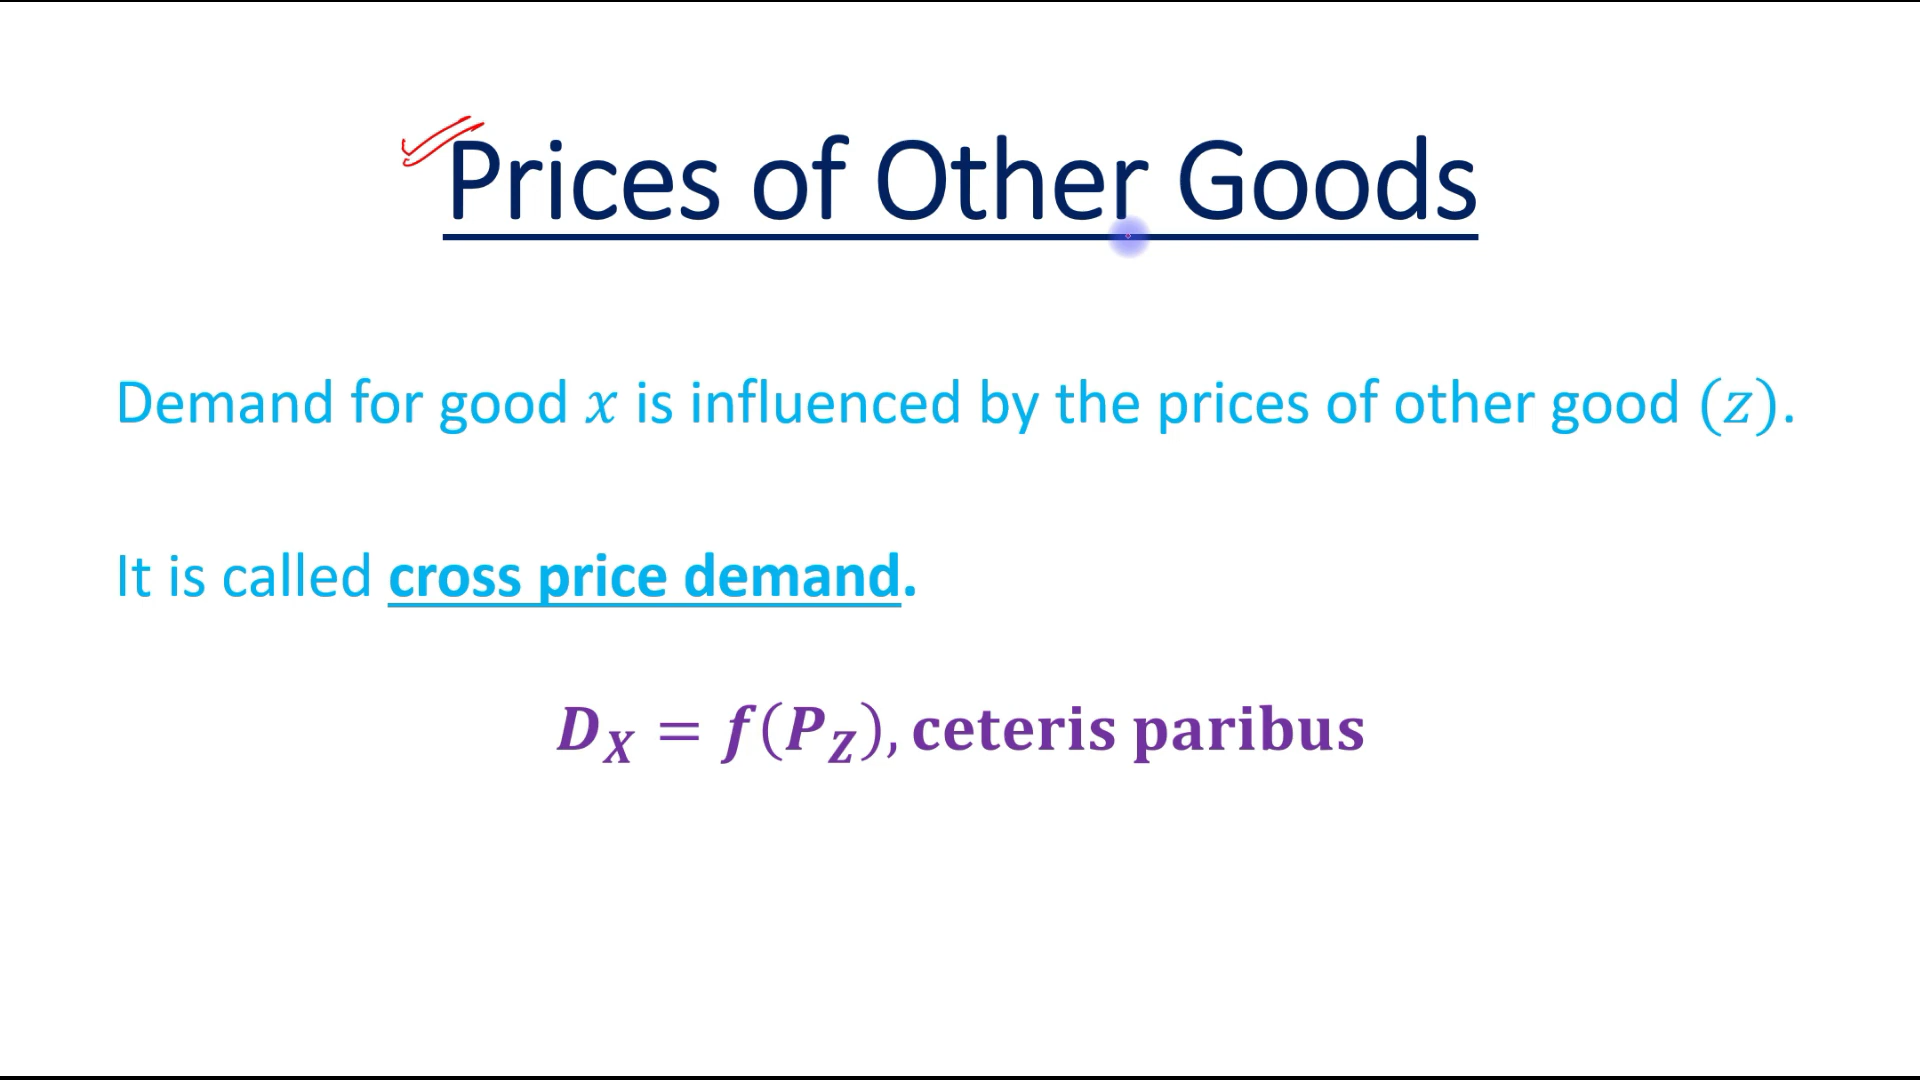 Prices of Other Goods
Demand for good x is influenced by the prices of other good (z).
It is called cross price demand.
D_X = f(P_Z), ceteris paribus